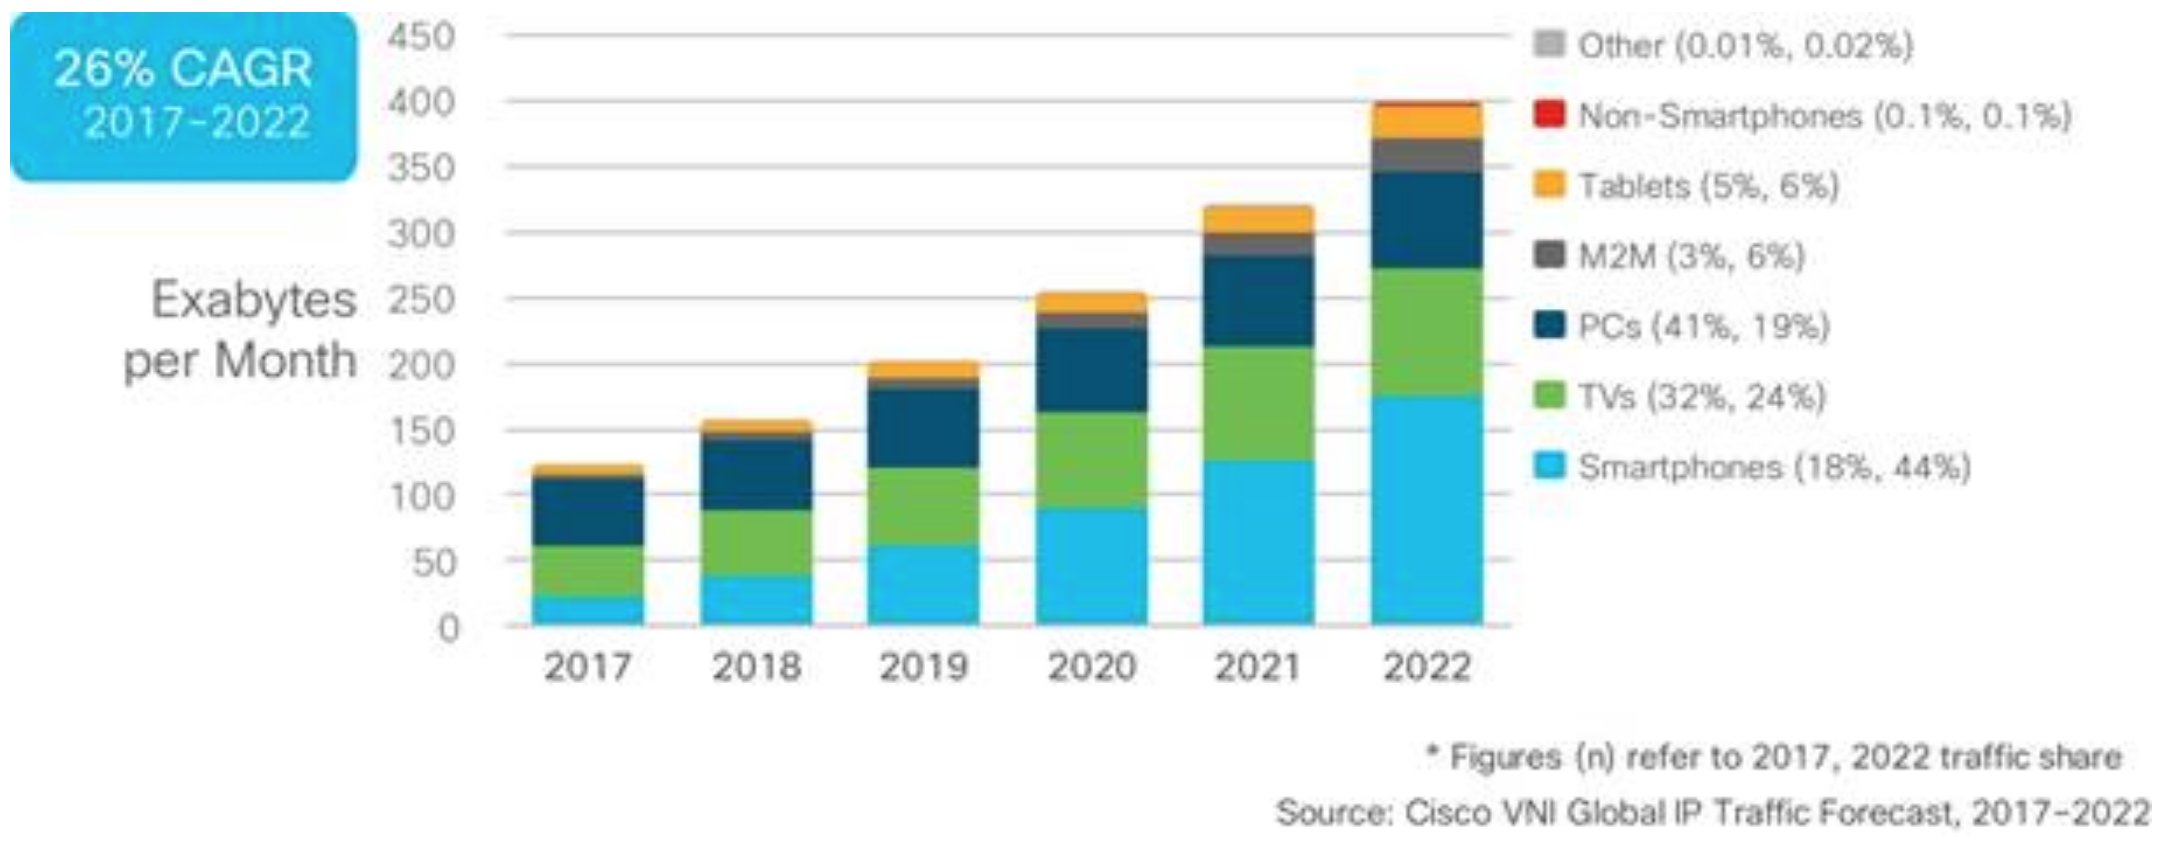 26% CAGR
2017-2022
Exabytes
per Month
450
400
350
300
250
200
150
100
50
0
2017
2018
2019
2020
2021
2022
Other (0.01%, 0.02%)
Non-Smartphones (0.1%, 0.1%)
Tablets (5%, 6%)
M2M (3%, 6%)
PCs (41%, 19%)
TVs (32%, 24%)
Smartphones (18%, 44%)
* Figures (n) refer to 2017, 2022 traffic share
Source: Cisco VNI Global IP Traffic Forecast, 2017-2022